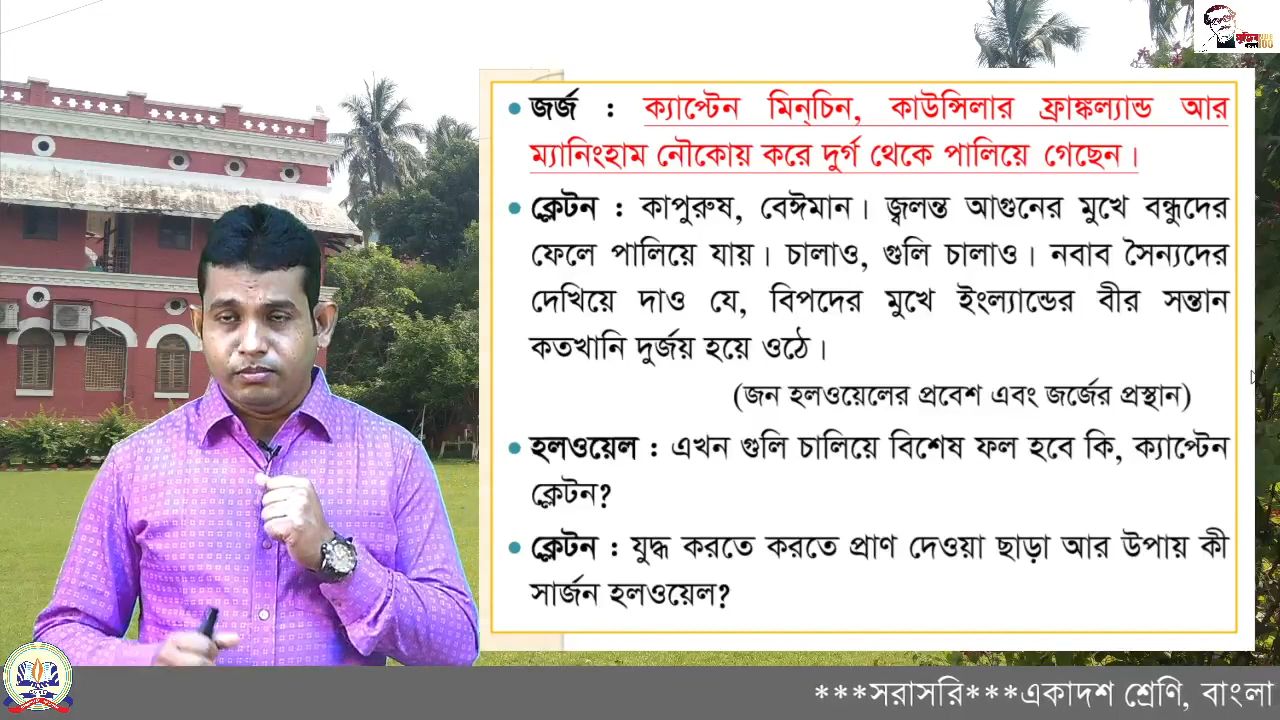 • জর্জ : ক্যাপ্টেন মিন্‌চিন, কাউন্সিলার ফ্রাঙ্কল্যান্ড আর
ম্যানিংহাম নৌকোয় করে দুর্গ থেকে পালিয়ে গেছেন।
• ক্লেটন : কাপুরুষ, বেঈমান। জ্বলন্ত আগুনের মুখে বন্ধুদের
ফেলে পালিয়ে যায়। চালাও, গুলি চালাও। নবাব সৈন্যদের
দেখিয়ে দাও যে, বিপদের মুখে ইংল্যান্ডের বীর সন্তান
কতখানি দুর্জয় হয়ে ওঠে।
(জন হলওয়েলের প্রবেশ এবং জর্জের প্রস্থান)
• হলওয়েল : এখন গুলি চালিয়ে বিশেষ ফল হবে কি, ক্যাপ্টেন
ক্লেটন?
• ক্লেটন : যুদ্ধ করতে করতে প্রাণ দেওয়া ছাড়া আর উপায় কী
সার্জন হলওয়েল?
***সরাসরি***একাদশ শ্রেণি, বাংলা